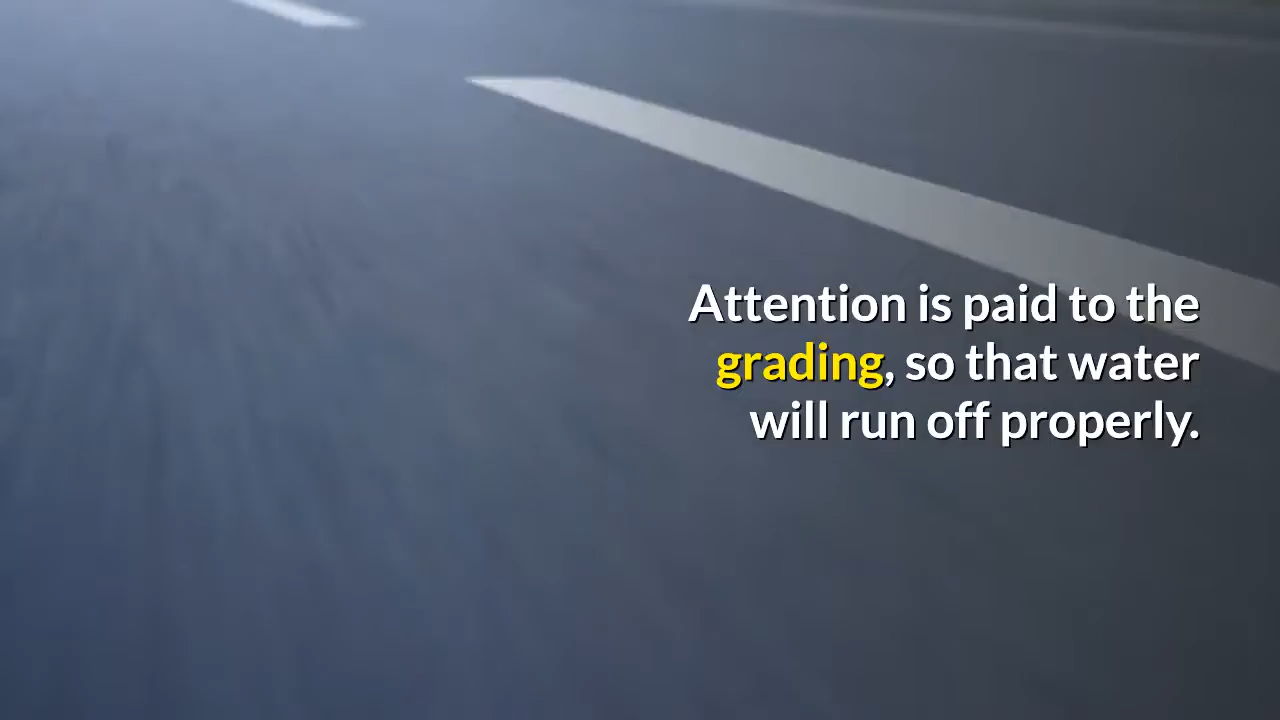 Attention is paid to the
grading, so that water
will run off properly.